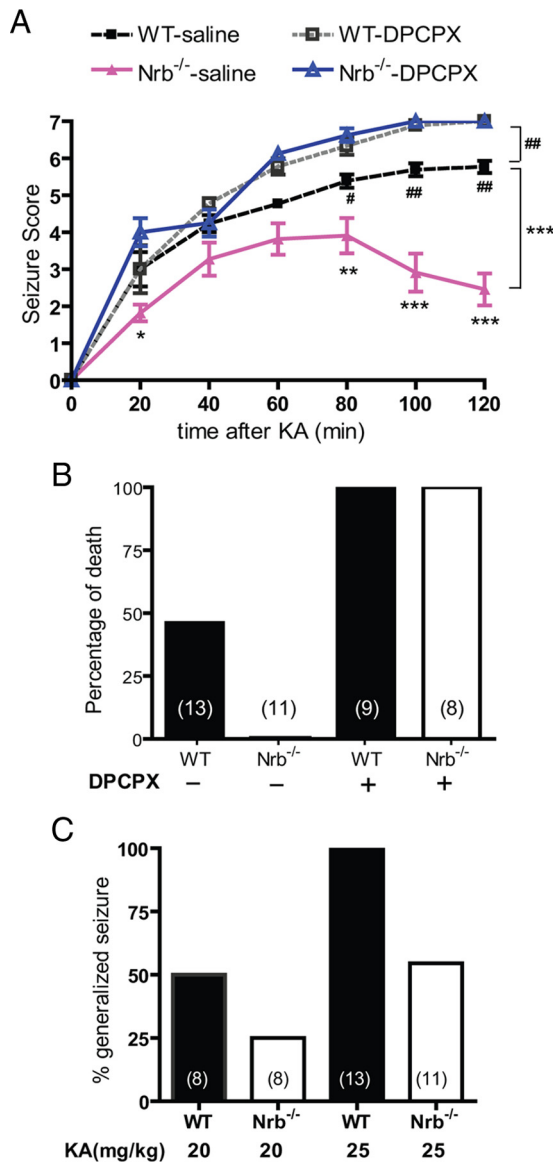 A
WT-saline WT-DPCPX
Nrb-/--saline Nrb-/--DPCPX
7
6
5
4
3
2
1
0
Seizure Score
# ## ##
##
***
* ** *** ***
0 20 40 60 80 100 120
time after KA (min)
B
100
75
50
25
0
Percentage of death
(13) (11) (9) (8)
WT Nrb-/- WT Nrb-/-
DPCPX − − + +
C
100
75
50
25
0
% generalized seizure
(8) (8) (13) (11)
WT Nrb-/- WT Nrb-/-
KA(mg/kg) 20 20 25 25